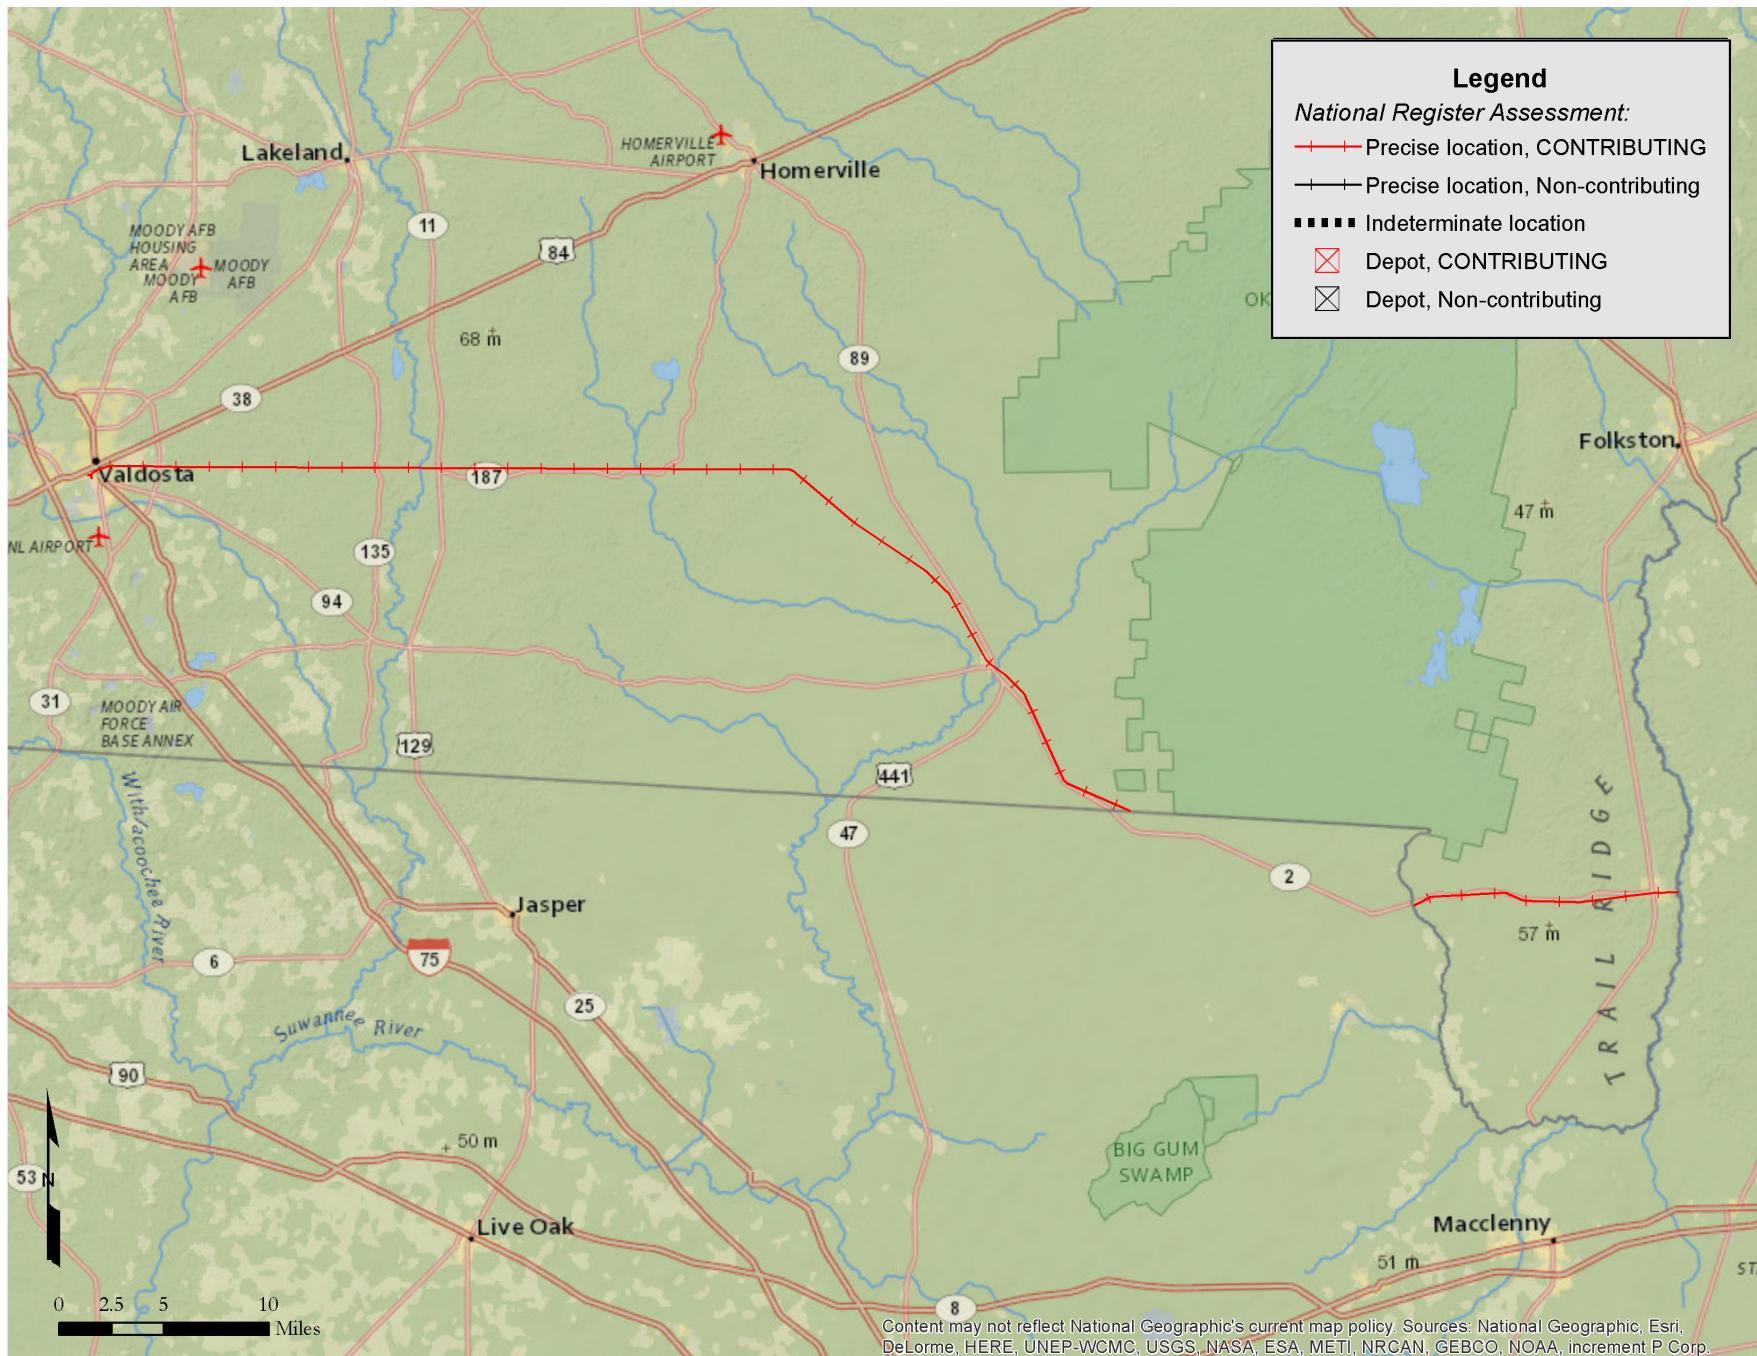 Legend
National Register Assessment:
Precise location, CONTRIBUTING
Precise location, Non-contributing
Indeterminate location
Depot, CONTRIBUTING
Depot, Non-contributing
Lakeland
HOMERVILLE
AIRPORT
Homerville
11
MOODY AFB
HOUSING
AREA
MOODY
AFB
MOODY
AFB
84
OK
68 m
89
38
Folkston
Valdosta
187
47 m
NL AIRPORT
135
94
31
MOODY AIR
FORCE
BASE ANNEX
129
441
Withlacoochee River
47
TRAIL RIDGE
2
Jasper
57 m
6
75
25
Suwannee River
90
50 m
BIG GUM
SWAMP
53
N
Live Oak
Macclenny
51 m
ST
0 2.5 5 10
Miles
8
Content may not reflect National Geographic's current map policy. Sources: National Geographic, Esri,
DeLorme, HERE, UNEP-WCMC, USGS, NASA, ESA, METI, NRCAN, GEBCO, NOAA, increment P Corp.